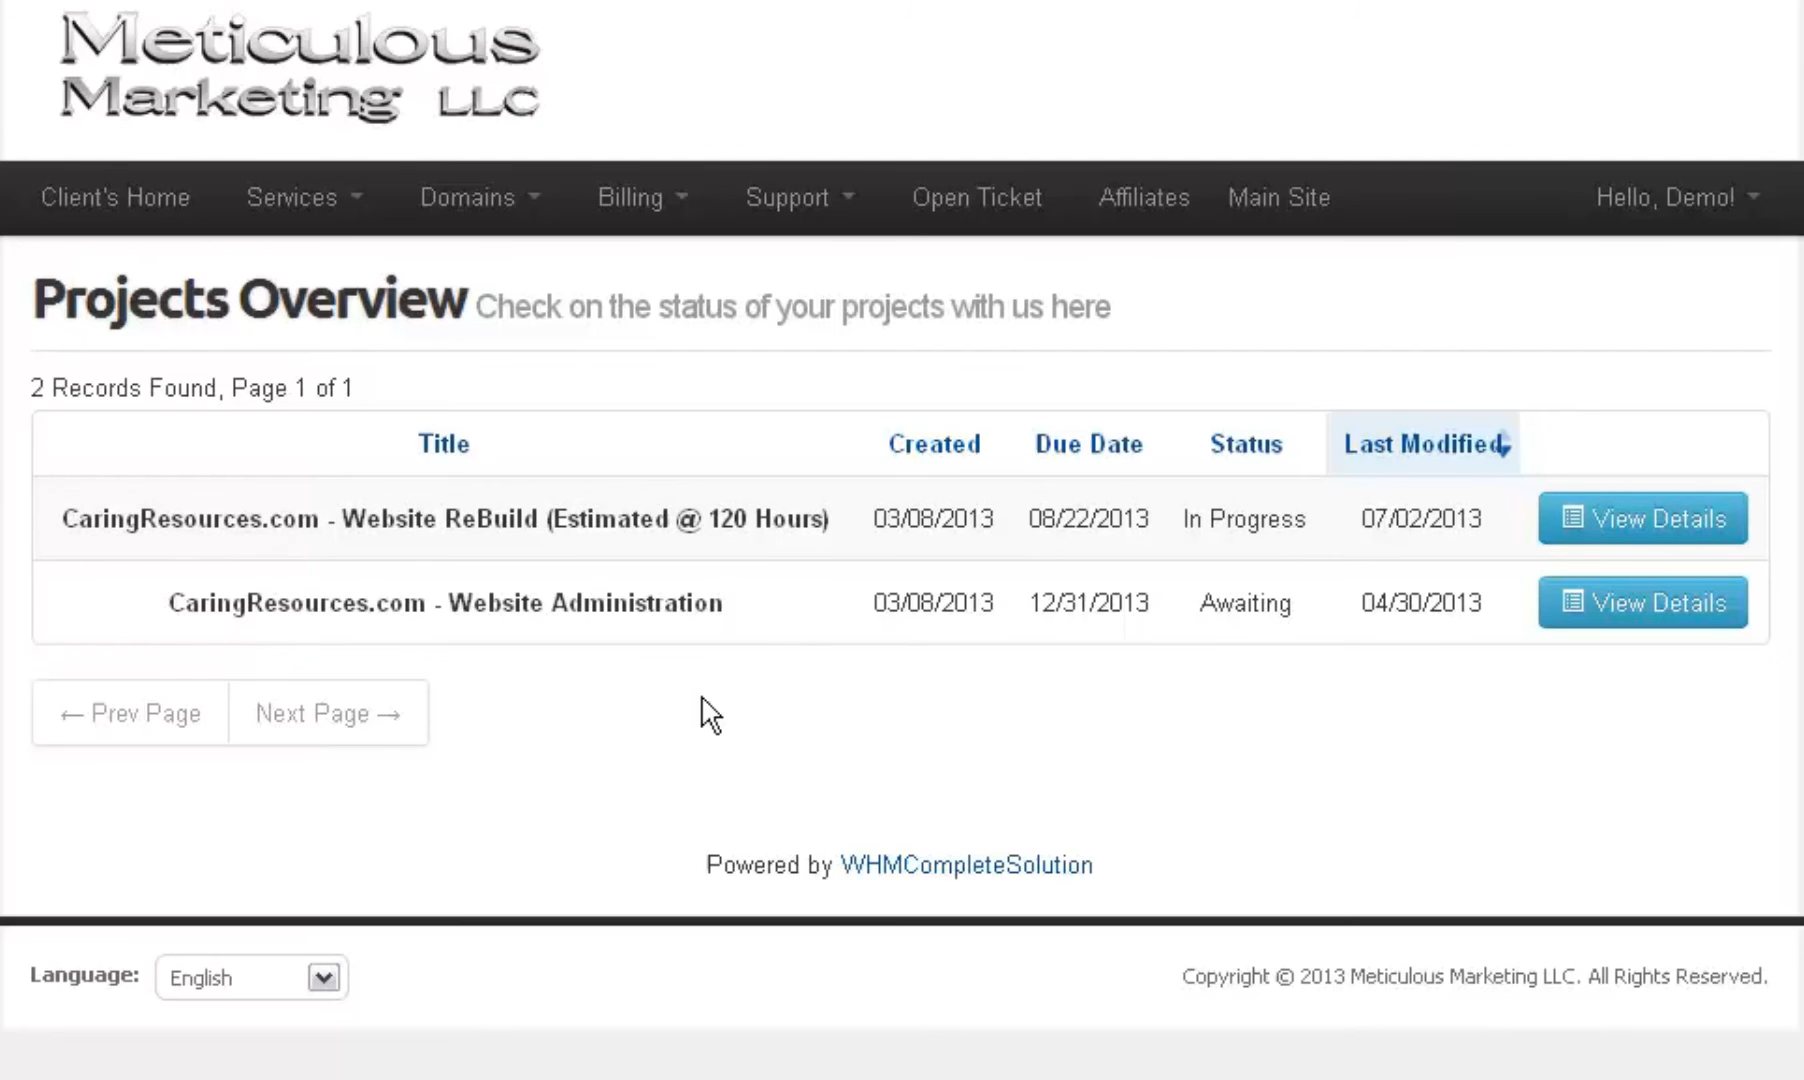 Meticulous
Marketing LLC
Client's Home Services Domains Billing Support Open Ticket Affiliates Main Site Hello, Demo!
Projects Overview Check on the status of your projects with us here
2 Records Found, Page 1 of 1
Title Created Due Date Status Last Modified
CaringResources.com - Website ReBuild (Estimated @ 120 Hours) 03/08/2013 08/22/2013 In Progress 07/02/2013 View Details
CaringResources.com - Website Administration 03/08/2013 12/31/2013 Awaiting 04/30/2013 View Details
← Prev Page Next Page →
Powered by WHMCompleteSolution
Language: English Copyright © 2013 Meticulous Marketing LLC. All Rights Reserved.